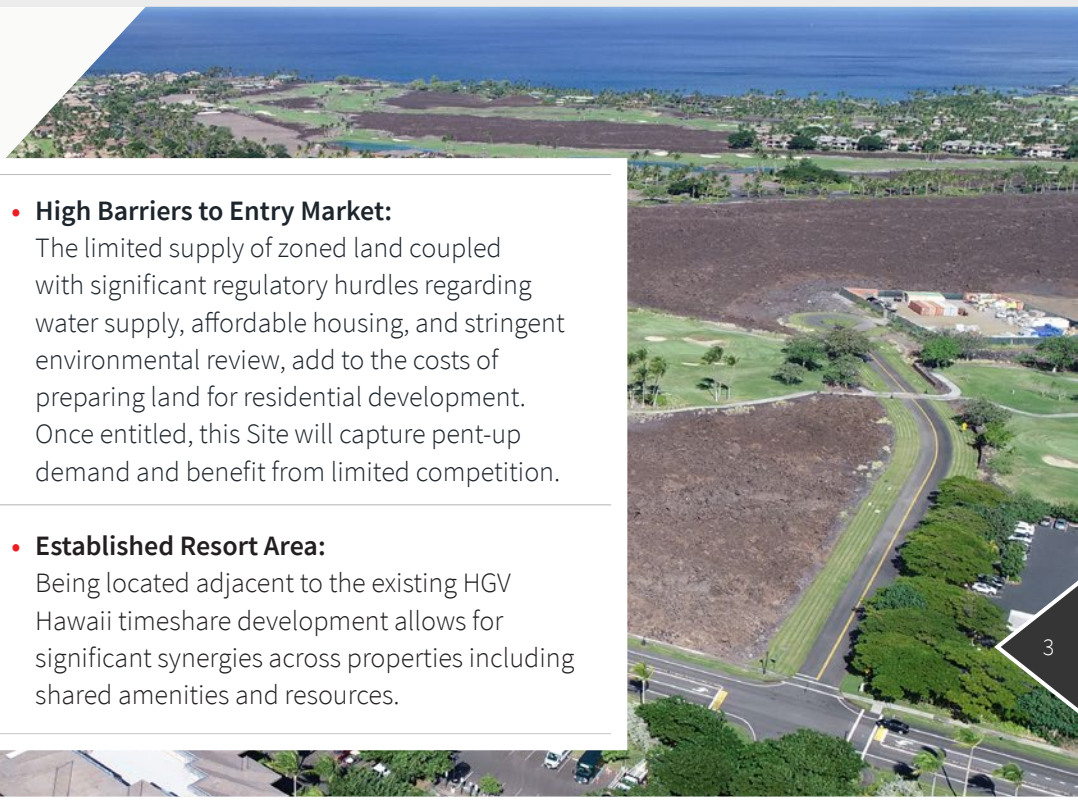 • High Barriers to Entry Market:
The limited supply of zoned land coupled
with significant regulatory hurdles regarding
water supply, affordable housing, and stringent
environmental review, add to the costs of
preparing land for residential development.
Once entitled, this Site will capture pent-up
demand and benefit from limited competition.
• Established Resort Area:
Being located adjacent to the existing HGV
Hawaii timeshare development allows for
significant synergies across properties including
shared amenities and resources.
3